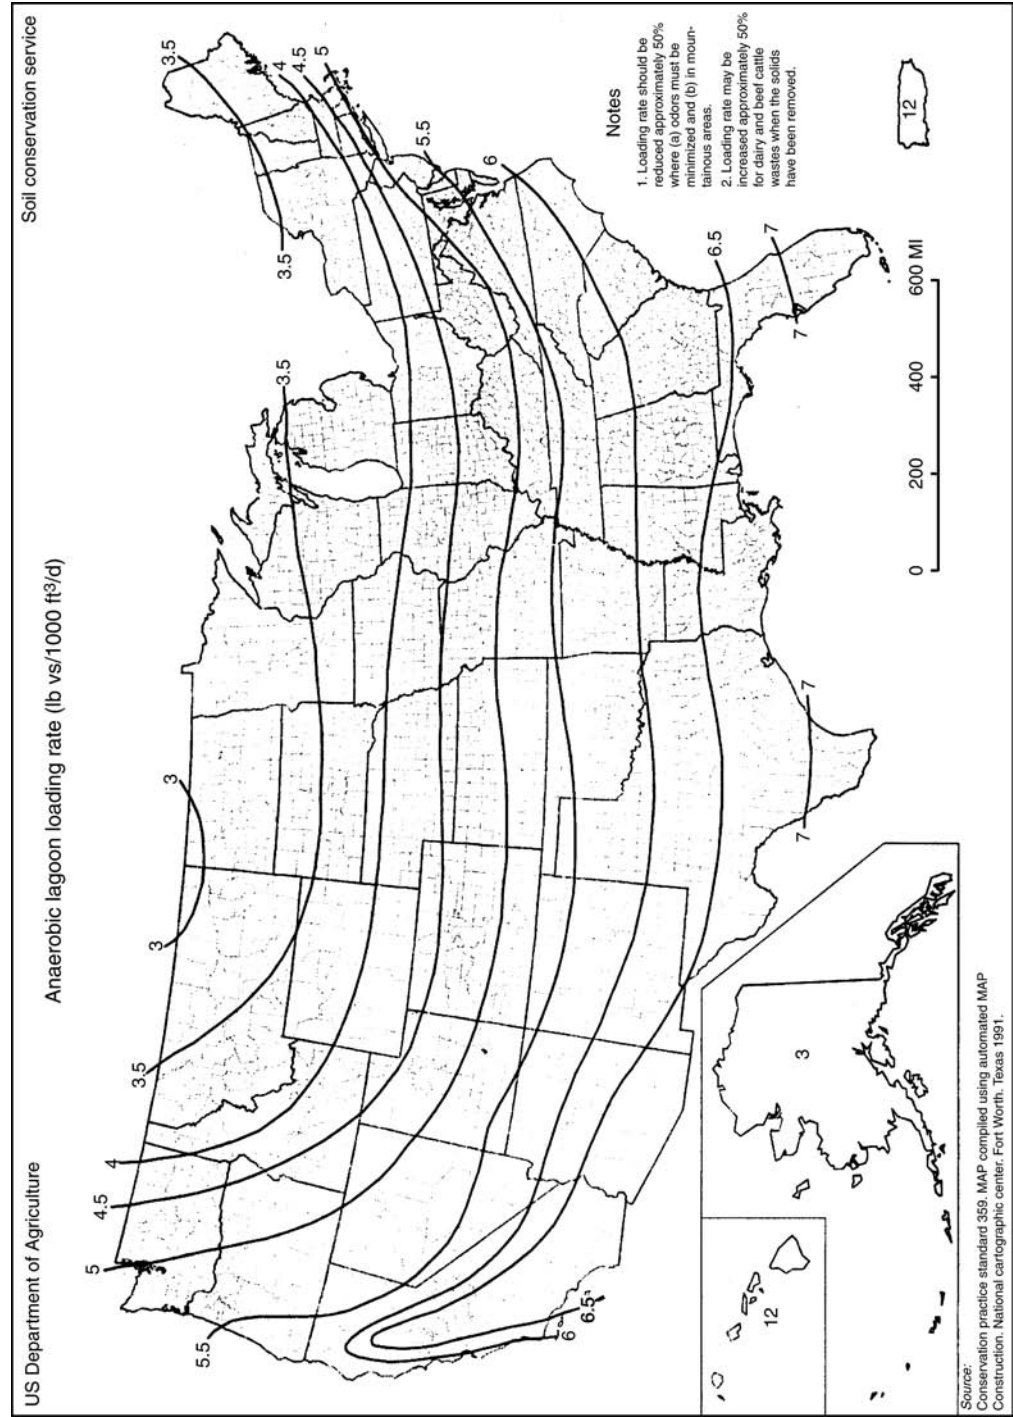 US Department of Agriculture
Soil conservation service
Anaerobic lagoon loading rate (lb vs/1000 ft³/d)
5
4.5
4
3.5
3
3
3.5
3.5
3.5
4
4.5
5
5.5
5.5
6
6
6.5
6.5
7
7
7
7
Notes
1. Loading rate should be
reduced approximately 50%
where (a) odors must be
minimized and (b) in moun-
tainous areas.
2. Loading rate may be
increased approximately 50%
for dairy and beef cattle
wastes when the solids
have been removed.
12
3
12
0
200
400
600 MI
Source:
Conservation practice standard 359. MAP compiled using automated MAP
Construction. National cartographic center. Fort Worth. Texas 1991.